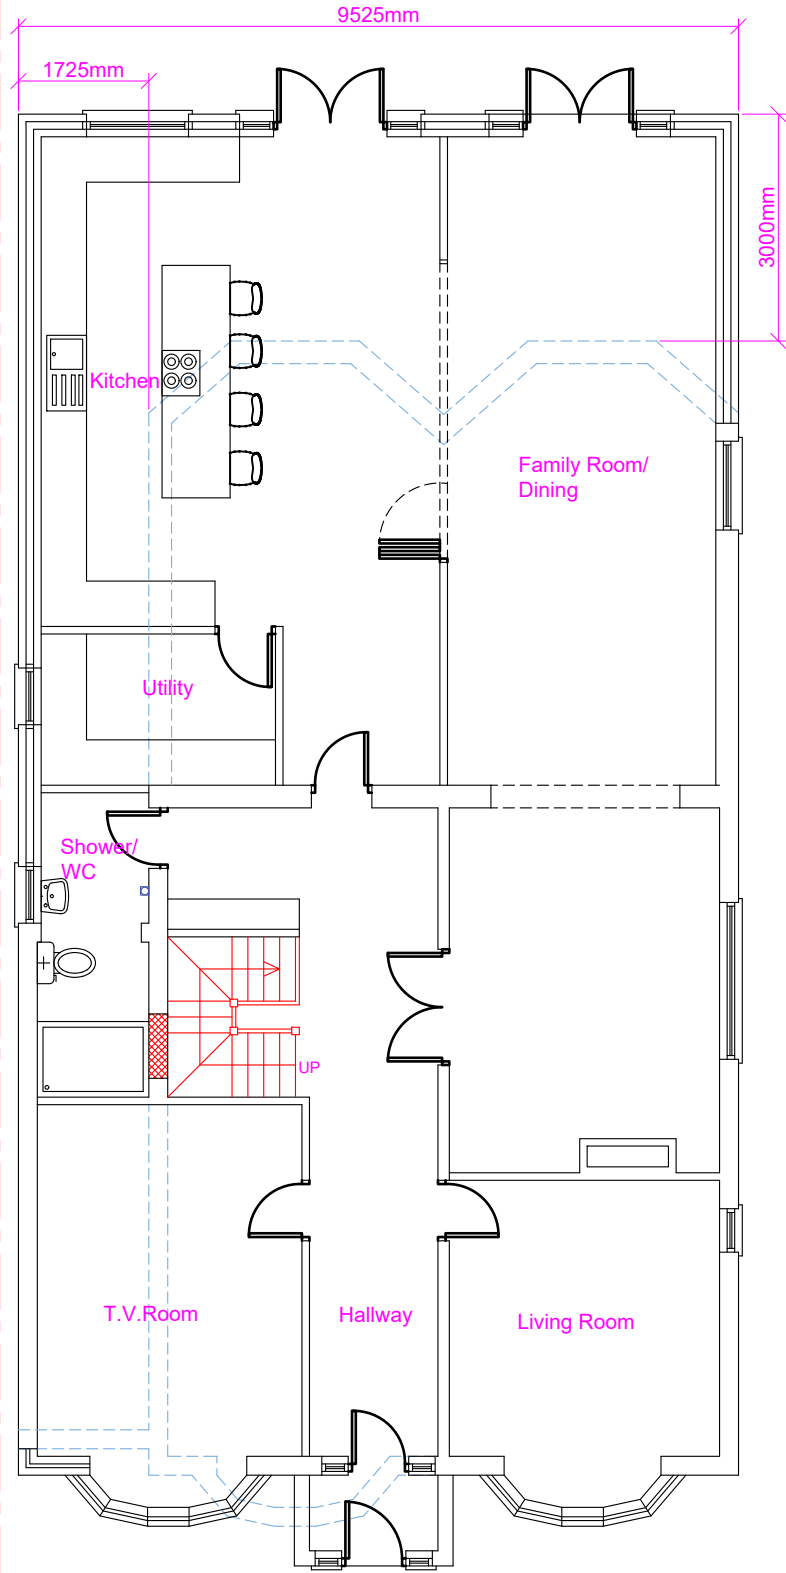 9525mm
1725mm
3000mm
Kitchen
Family Room/
Dining
Utility
Shower/
WC
UP
T.V.Room
Hallway
Living Room